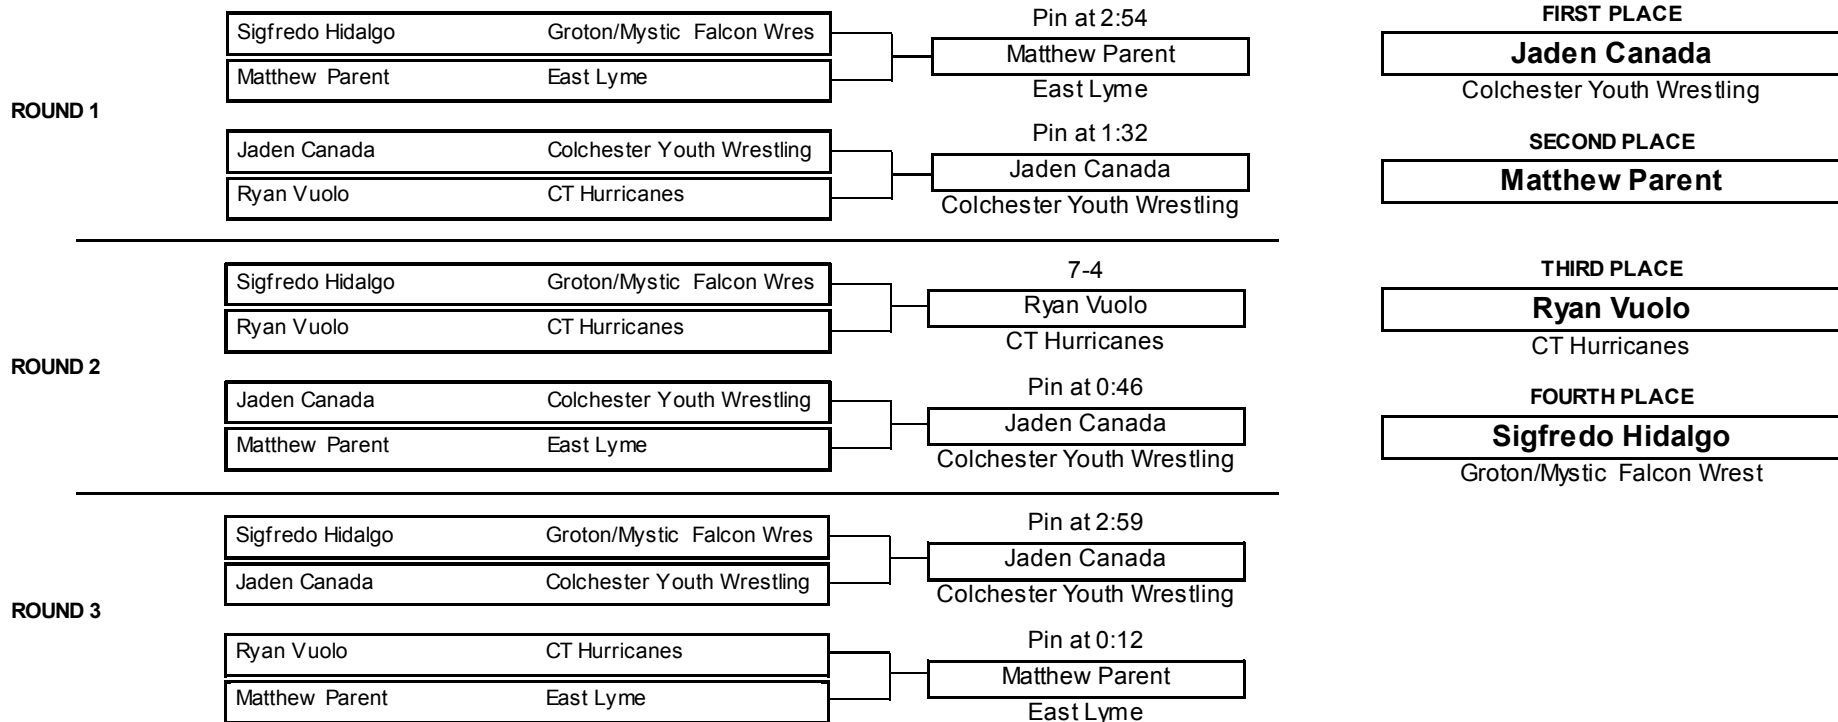 ROUND 1
Sigfredo Hidalgo Groton/Mystic Falcon Wres
Matthew Parent East Lyme
Pin at 2:54
Matthew Parent
East Lyme
Jaden Canada Colchester Youth Wrestling
Ryan Vuolo CT Hurricanes
Pin at 1:32
Jaden Canada
Colchester Youth Wrestling
ROUND 2
Sigfredo Hidalgo Groton/Mystic Falcon Wres
Ryan Vuolo CT Hurricanes
7-4
Ryan Vuolo
CT Hurricanes
Jaden Canada Colchester Youth Wrestling
Matthew Parent East Lyme
Pin at 0:46
Jaden Canada
Colchester Youth Wrestling
ROUND 3
Sigfredo Hidalgo Groton/Mystic Falcon Wres
Jaden Canada Colchester Youth Wrestling
Pin at 2:59
Jaden Canada
Colchester Youth Wrestling
Ryan Vuolo CT Hurricanes
Matthew Parent East Lyme
Pin at 0:12
Matthew Parent
East Lyme
FIRST PLACE
Jaden Canada
Colchester Youth Wrestling
SECOND PLACE
Matthew Parent
THIRD PLACE
Ryan Vuolo
CT Hurricanes
FOURTH PLACE
Sigfredo Hidalgo
Groton/Mystic Falcon Wrest